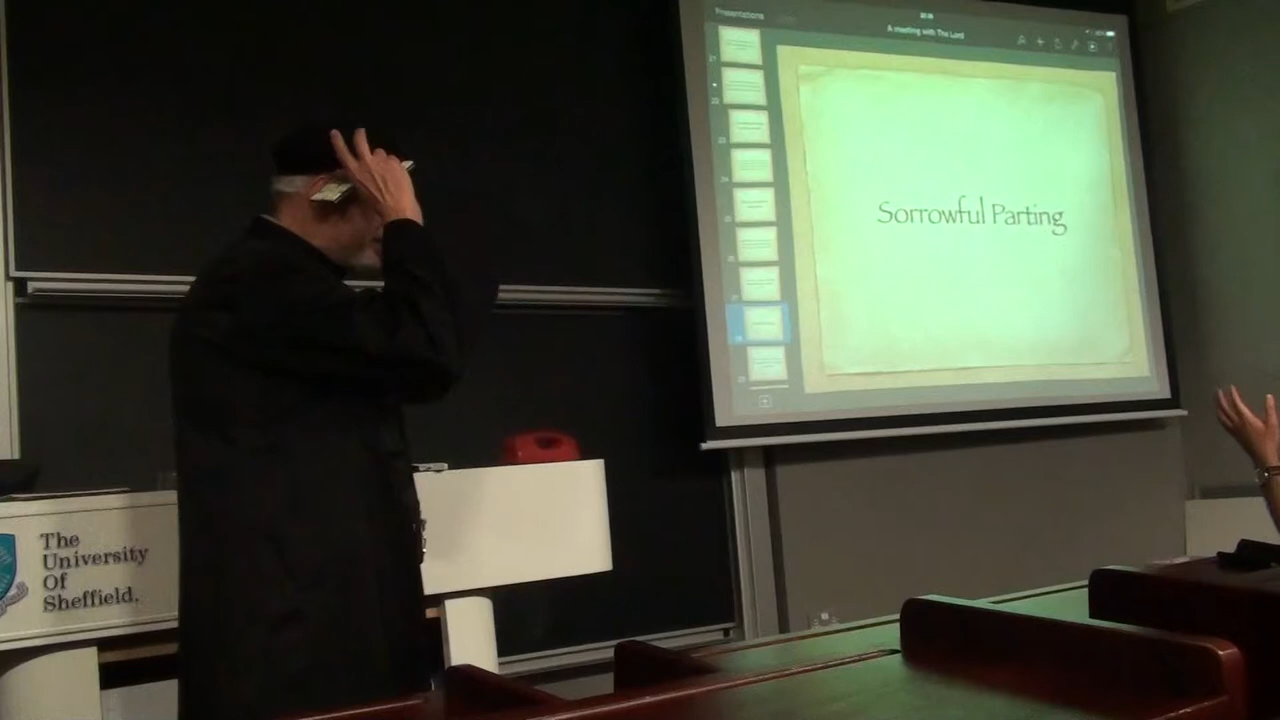 Presentations
A meeting with The Lord
Sorrowful Parting
The
University
Of
Sheffield.